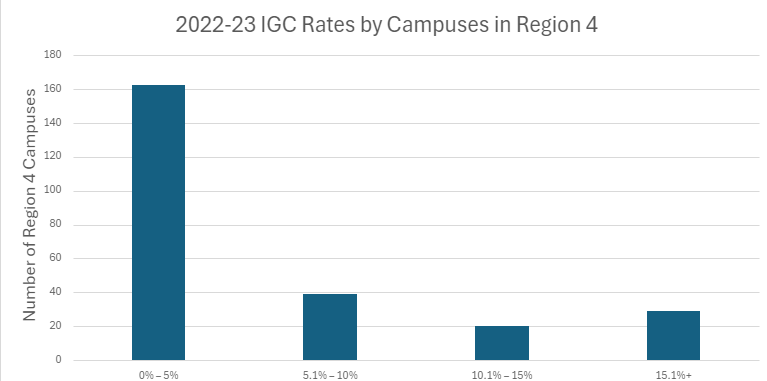 2022-23 IGC Rates by Campuses in Region 4
Number of Region 4 Campuses
180
160
140
120
100
80
60
40
20
0
0% – 5%
5.1% – 10%
10.1% – 15%
15.1%+